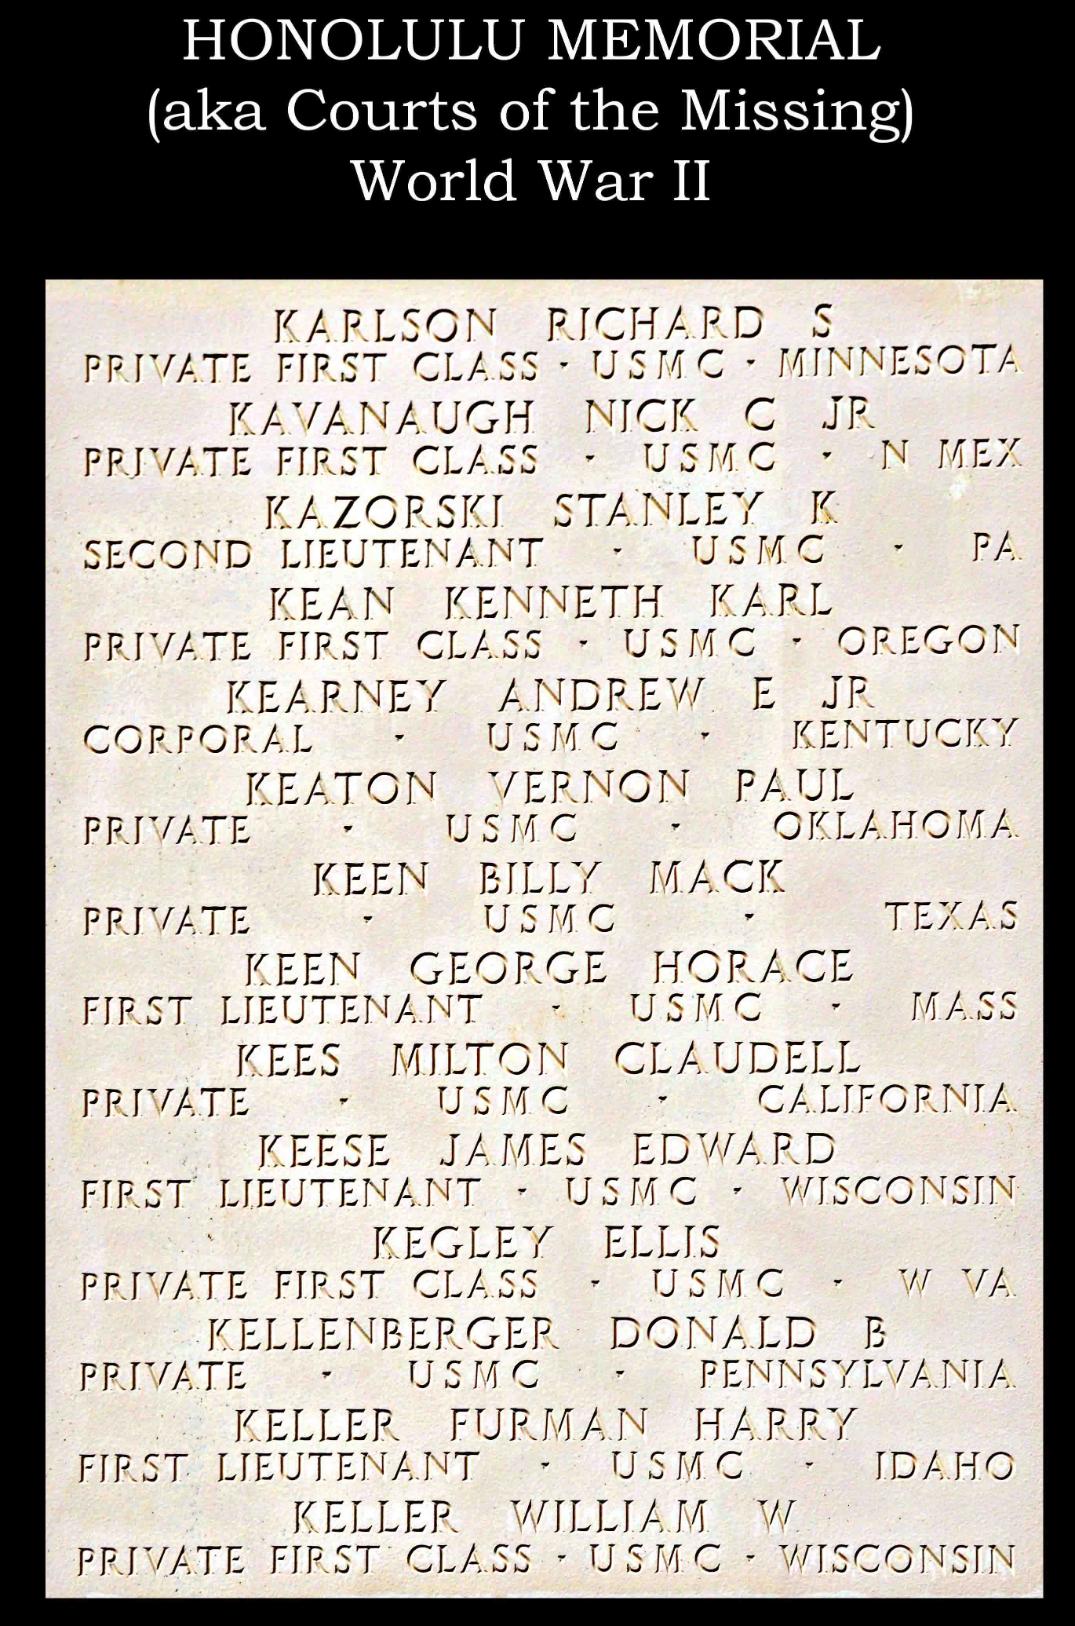 HONOLULU MEMORIAL
(aka Courts of the Missing)
World War II
KARLSON RICHARD S
PRIVATE FIRST CLASS · USMC · MINNESOTA
KAVANAUGH NICK C JR
PRIVATE FIRST CLASS · USMC · N MEX
KAZORSKI STANLEY K
SECOND LIEUTENANT · USMC · PA
KEAN KENNETH KARL
PRIVATE FIRST CLASS · USMC · OREGON
KEARNEY ANDREW E JR
CORPORAL · USMC · KENTUCKY
KEATON VERNON PAUL
PRIVATE · USMC · OKLAHOMA
KEEN BILLY MACK
PRIVATE · USMC · TEXAS
KEEN GEORGE HORACE
FIRST LIEUTENANT · USMC · MASS
KEES MILTON CLAUDELL
PRIVATE · USMC · CALIFORNIA
KEESE JAMES EDWARD
FIRST LIEUTENANT · USMC · WISCONSIN
KEGLEY ELLIS
PRIVATE FIRST CLASS · USMC · W VA
KELLENBERGER DONALD B
PRIVATE · USMC · PENNSYLVANIA
KELLER FURMAN HARRY
FIRST LIEUTENANT · USMC · IDAHO
KELLER WILLIAM W
PRIVATE FIRST CLASS · USMC · WISCONSIN